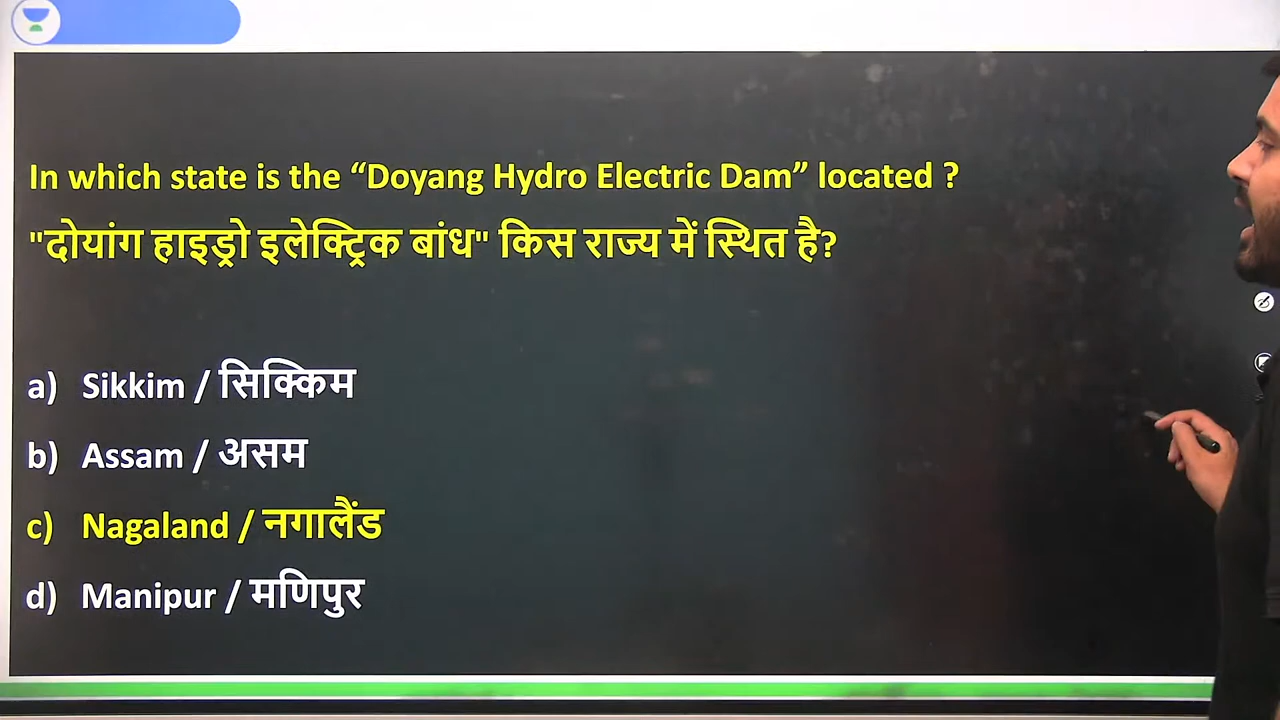 In which state is the “Doyang Hydro Electric Dam” located ?
"दोयांग हाइड्रो इलेक्ट्रिक बांध" किस राज्य में स्थित है?
a) Sikkim / सिक्किम
b) Assam / असम
c) Nagaland / नगालैंड
d) Manipur / मणिपुर